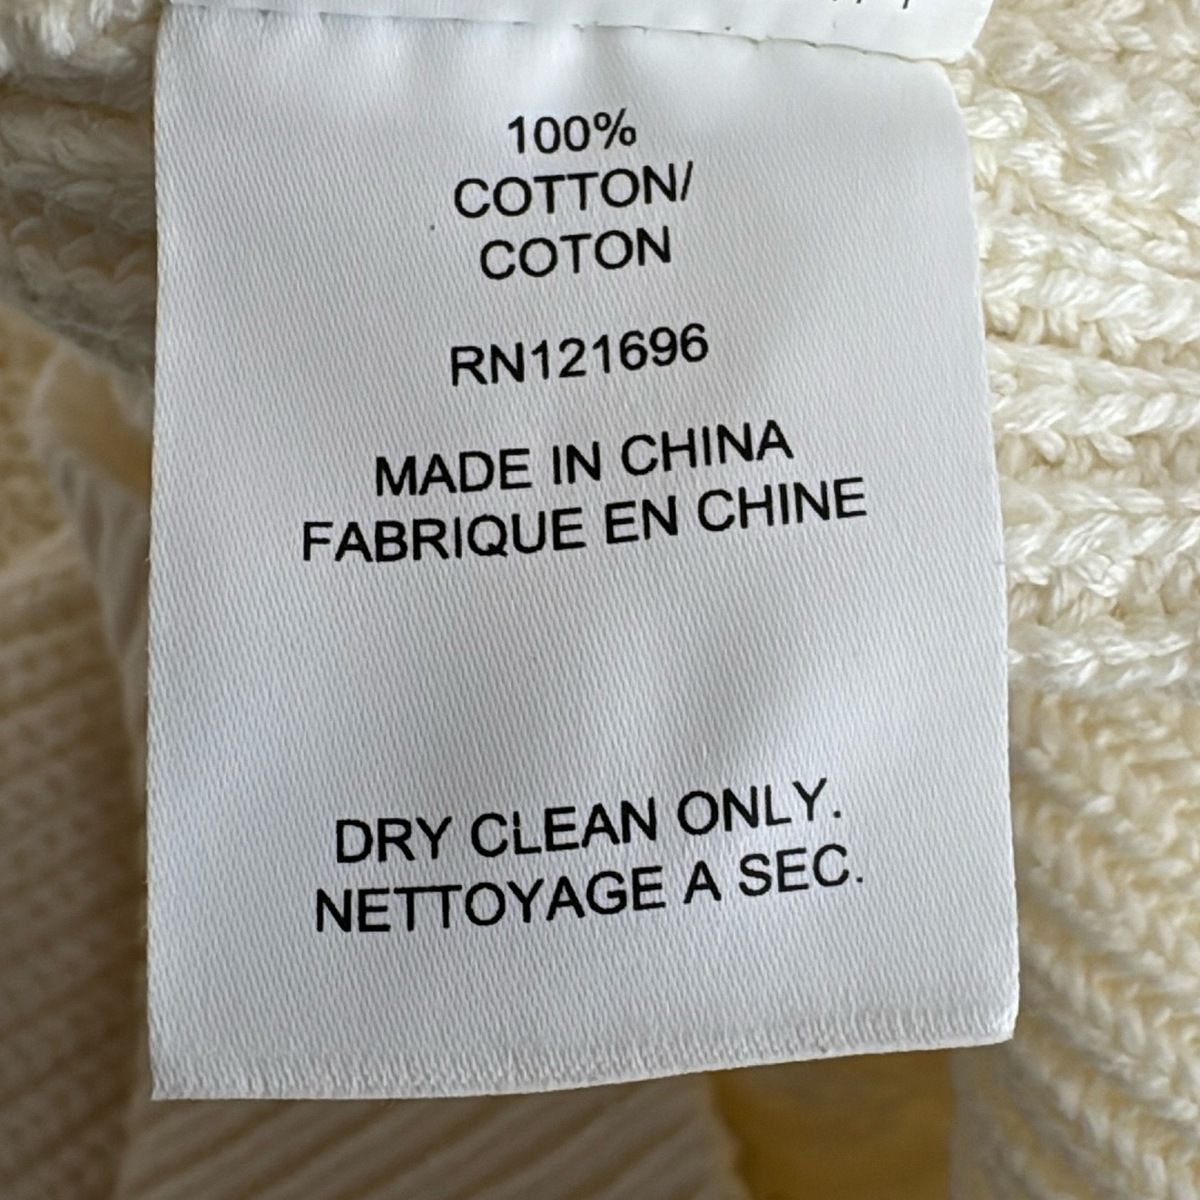 100%
COTTON/
COTON
RN121696
MADE IN CHINA
FABRIQUE EN CHINE
DRY CLEAN ONLY.
NETTOYAGE A SEC.